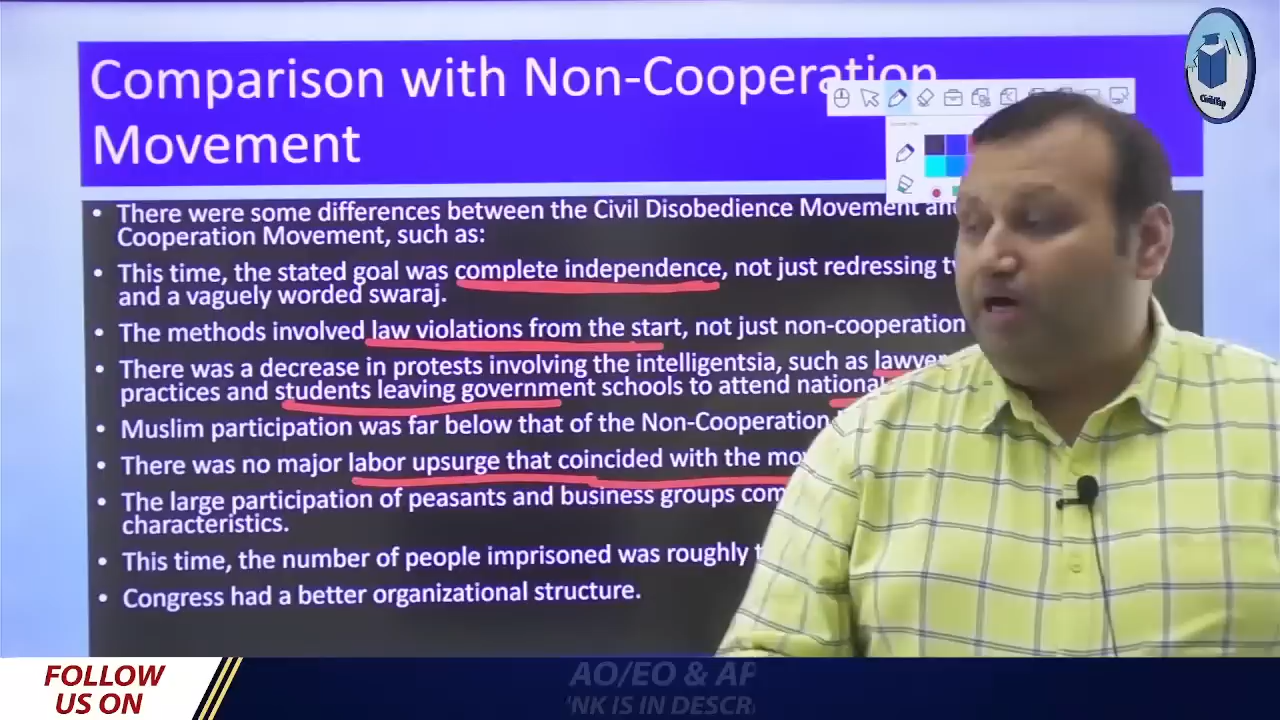 Comparison with Non-Cooperation
Movement
CivilTap
• There were some differences between the Civil Disobedience Movement and
Cooperation Movement, such as:
• This time, the stated goal was complete independence, not just redressing
and a vaguely worded swaraj.
• The methods involved law violations from the start, not just non-cooperation
• There was a decrease in protests involving the intelligentsia, such as
practices and students leaving government schools to attend national
• Muslim participation was far below that of the Non-Cooperation
• There was no major labor upsurge that coincided with the
• The large participation of peasants and business groups
characteristics.
• This time, the number of people imprisoned was roughly
• Congress had a better organizational structure.
FOLLOW
US ON
AO/EO &
IS IN